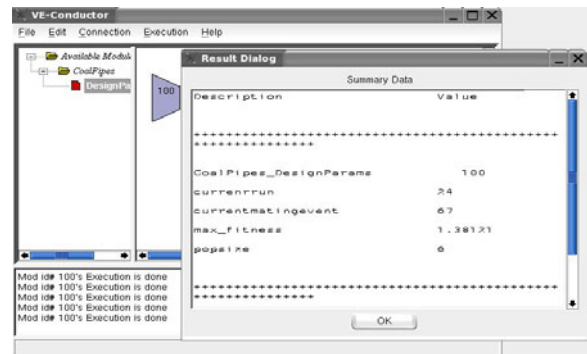 VE-Conductor
File Edit Connection Execution Help
Available Modul
CoalPipes
DesignPa
100
Result Dialog
Summary Data
Description Value
++++++++++++++++++++++++++++++++++++++++++++++++
+++++++++++++++
CoalPipes_DesignParams 100
currenrrun 24
currentmatingevent 67
max_fitness 1.38121
popsize 6
++++++++++++++++++++++++++++++++++++++++++++++++
+++++++++++++++
OK
Mod id# 100's Execution is done
Mod id# 100's Execution is done
Mod id# 100's Execution is done
Mod id# 100's Execution is done
Mod id# 100's Execution is done